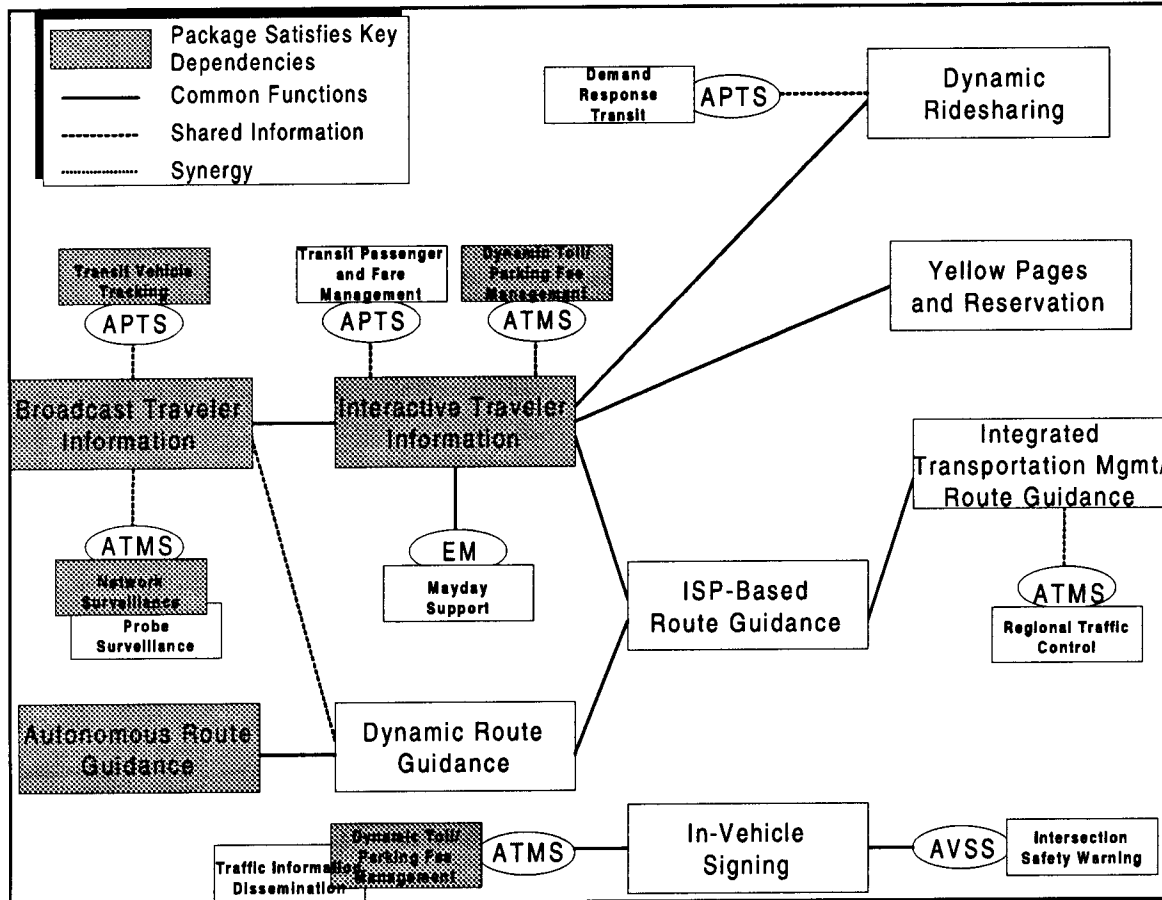 Package Satisfies Key
Dependencies
Common Functions
Shared Information
Synergy
Demand
Response
Transit
APTS
Dynamic
Ridesharing
Transit Vehicle
Tracking
APTS
Transit Passenger
and Fare
Management
APTS
Dynamic Toll/
Parking Fee
Management
ATMS
Yellow Pages
and Reservation
Broadcast Traveler
Information
Interactive Traveler
Information
Integrated
Transportation Mgmt/
Route Guidance
ATMS
Network
Surveillance
Probe
Surveillance
EM
Mayday
Support
ISP-Based
Route Guidance
ATMS
Regional Traffic
Control
Autonomous Route
Guidance
Dynamic Route
Guidance
Dynamic Toll/
Parking Fee
Management
Traffic Information
Dissemination
ATMS
In-Vehicle
Signing
AVSS
Intersection
Safety Warning